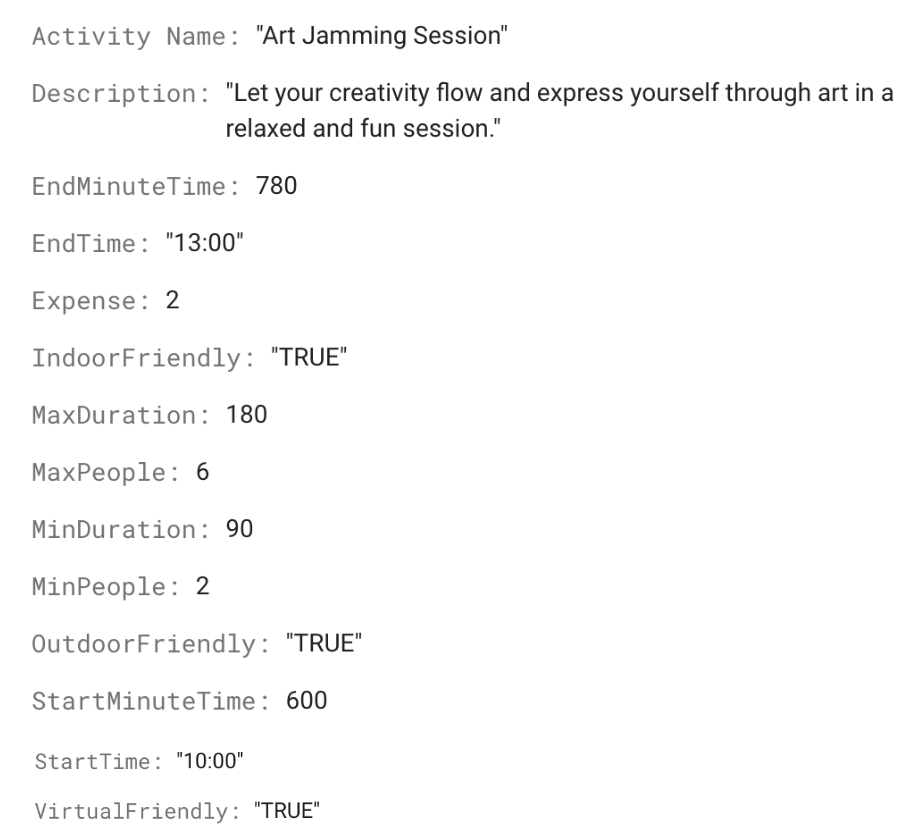 Activity Name: "Art Jamming Session"
Description: "Let your creativity flow and express yourself through art in a
relaxed and fun session."
EndMinuteTime: 780
EndTime: "13:00"
Expense: 2
IndoorFriendly: "TRUE"
MaxDuration: 180
MaxPeople: 6
MinDuration: 90
MinPeople: 2
OutdoorFriendly: "TRUE"
StartMinuteTime: 600
StartTime: "10:00"
VirtualFriendly: "TRUE"